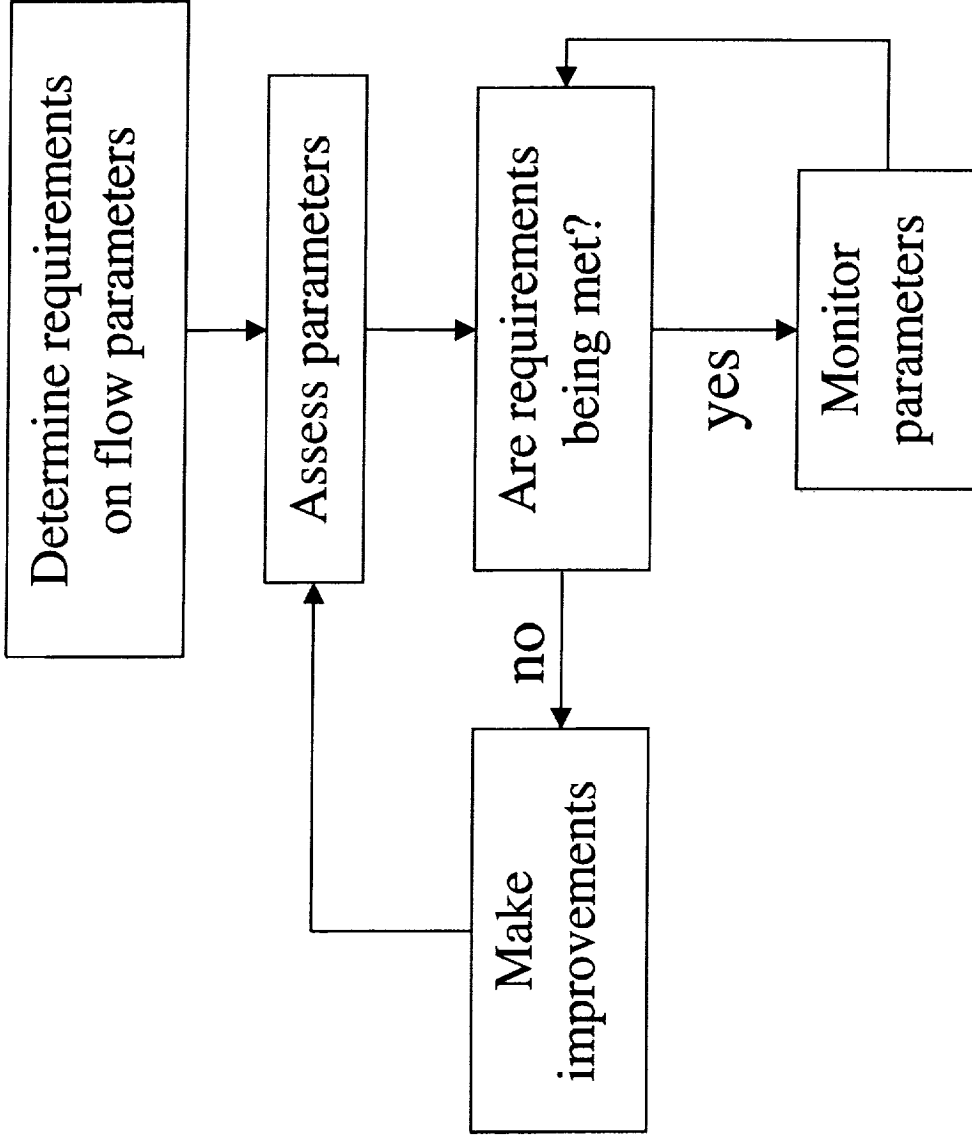 Determine requirements
on flow parameters
Assess parameters
Are requirements
being met?
no
yes
Make
improvements
Monitor
parameters